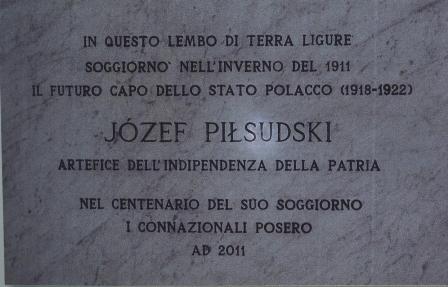 IN QUESTO LEMBO DI TERRA LIGURE
SOGGIORNO' NELL'INVERNO DEL 1911
IL FUTURO CAPO DELLO STATO POLACCO (1918-1922)
JÓZEF PIŁSUDSKI
ARTEFICE DELL'INDIPENDENZA DELLA PATRIA
NEL CENTENARIO DEL SUO SOGGIORNO
I CONNAZIONALI POSERO
AD 2011